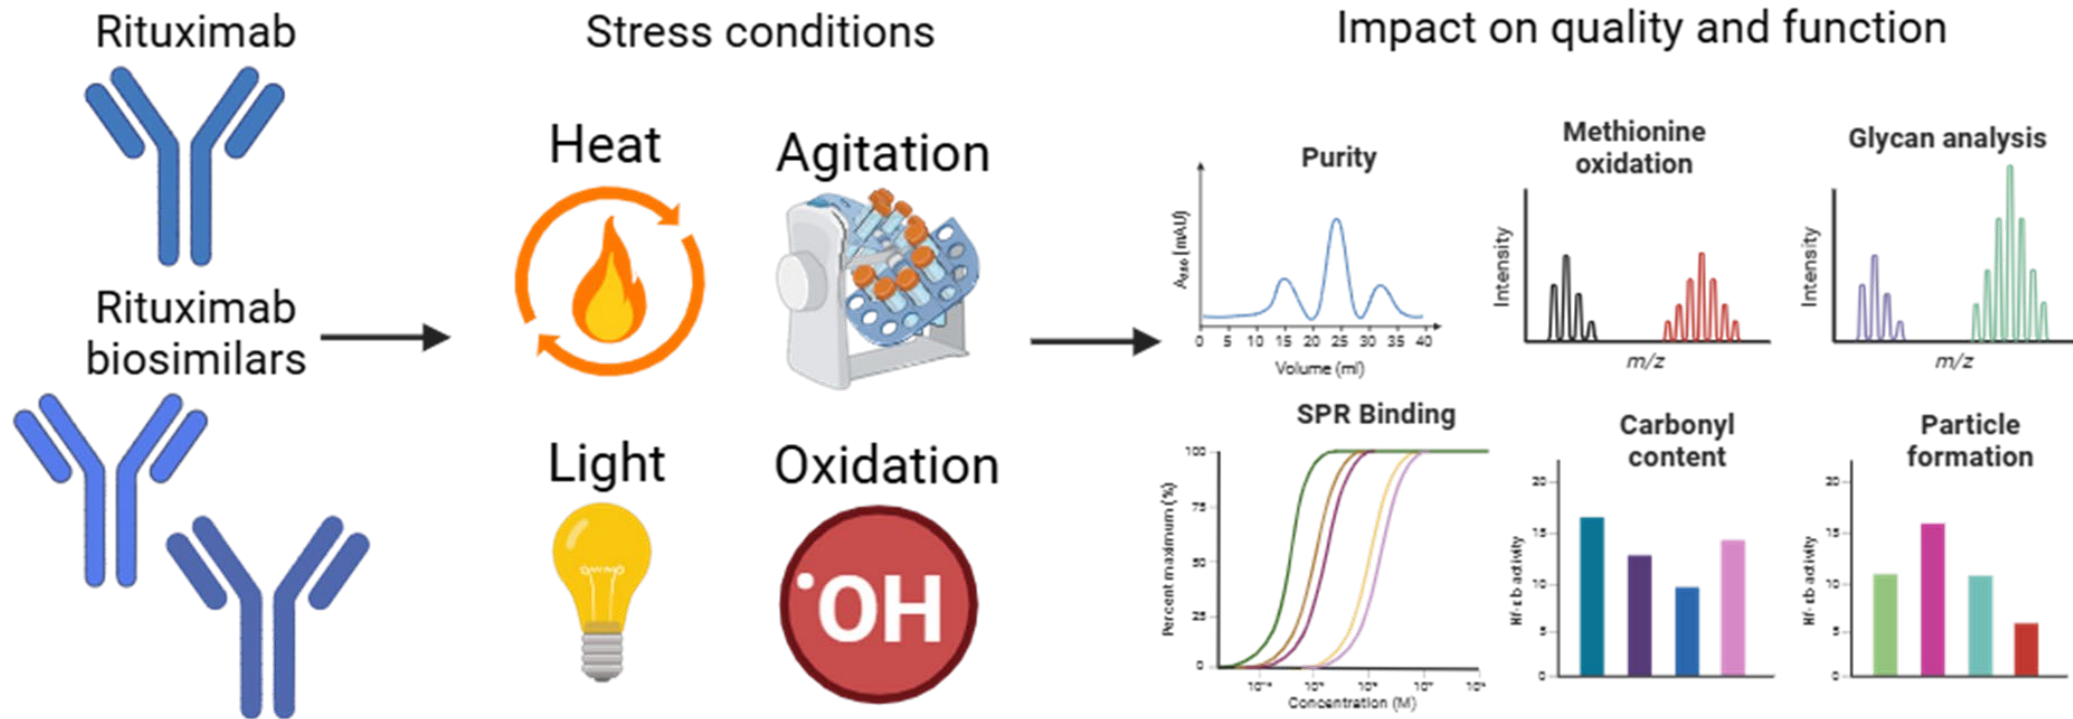 Rituximab
Stress conditions
Impact on quality and function
Heat
Agitation
Rituximab
biosimilars
Light
Oxidation
•OH
Purity
(mAU)
0 5 10 15 20 25 30 35 40
Volume (ml)
Methionine
oxidation
Intensity
m/z
Glycan analysis
Intensity
m/z
SPR Binding
Percent maximum (%)
100
75
50
25
0
Concentration (M)
Carbonyl
content
activity
20
15
10
5
0
Particle
formation
activity
20
15
10
5
0